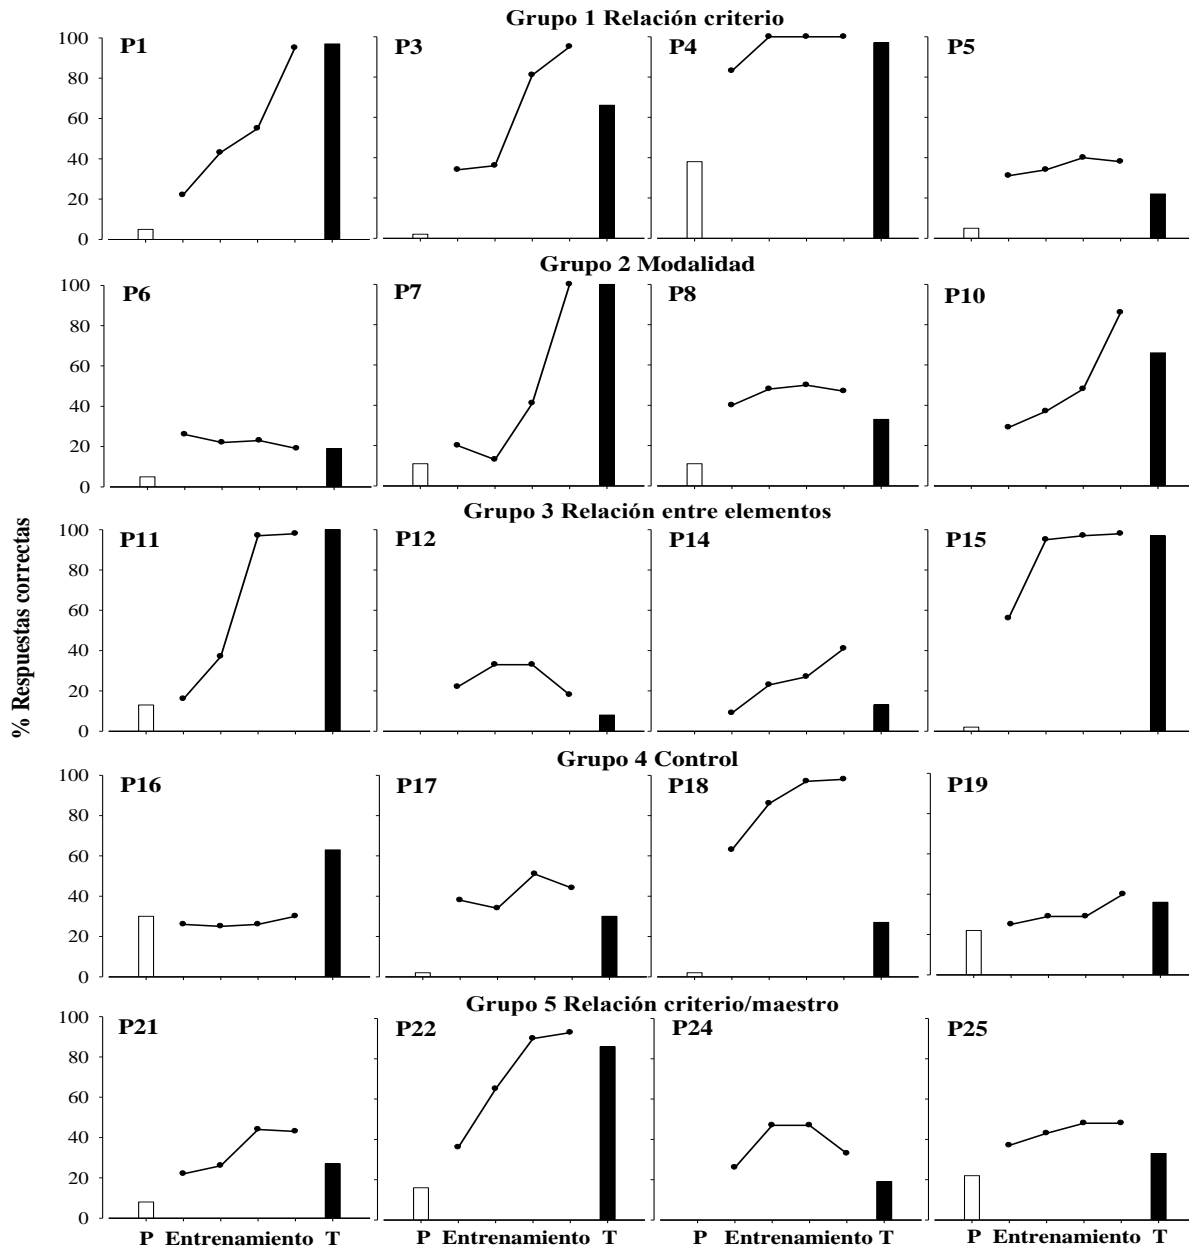 Grupo 1 Relación criterio
P1 P3 P4 P5
100
80
60
40
20
0
Grupo 2 Modalidad
P6 P7 P8 P10
100
80
60
40
20
0
Grupo 3 Relación entre elementos
P11 P12 P14 P15
100
80
60
40
20
0
% Respuestas correctas
Grupo 4 Control
P16 P17 P18 P19
100
80
60
40
20
0
Grupo 5 Relación criterio/maestro
P21 P22 P24 P25
100
80
60
40
20
0
P Entrenamiento T P Entrenamiento T P Entrenamiento T P Entrenamiento T